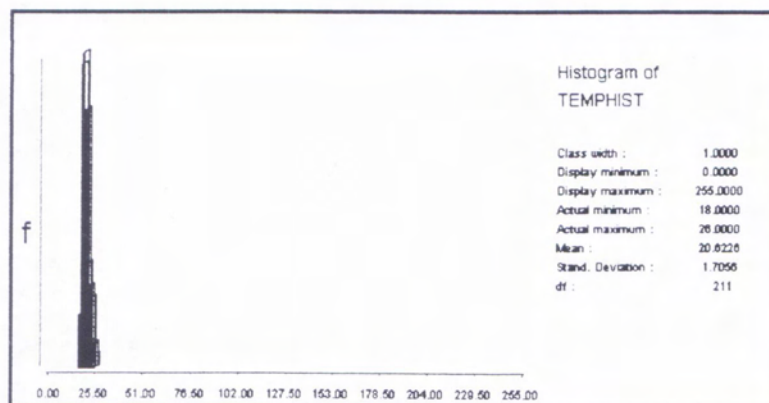 Histogram of
TEMPHIST
Class width : 1.0000
Display minimum : 0.0000
Display maximum : 255.0000
Actual minimum : 18.0000
Actual maximum : 26.0000
Mean : 20.6226
Stand. Deviation : 1.7056
df : 211
f
0.00 25.50 51.00 76.50 102.00 127.50 153.00 178.50 204.00 229.50 255.00